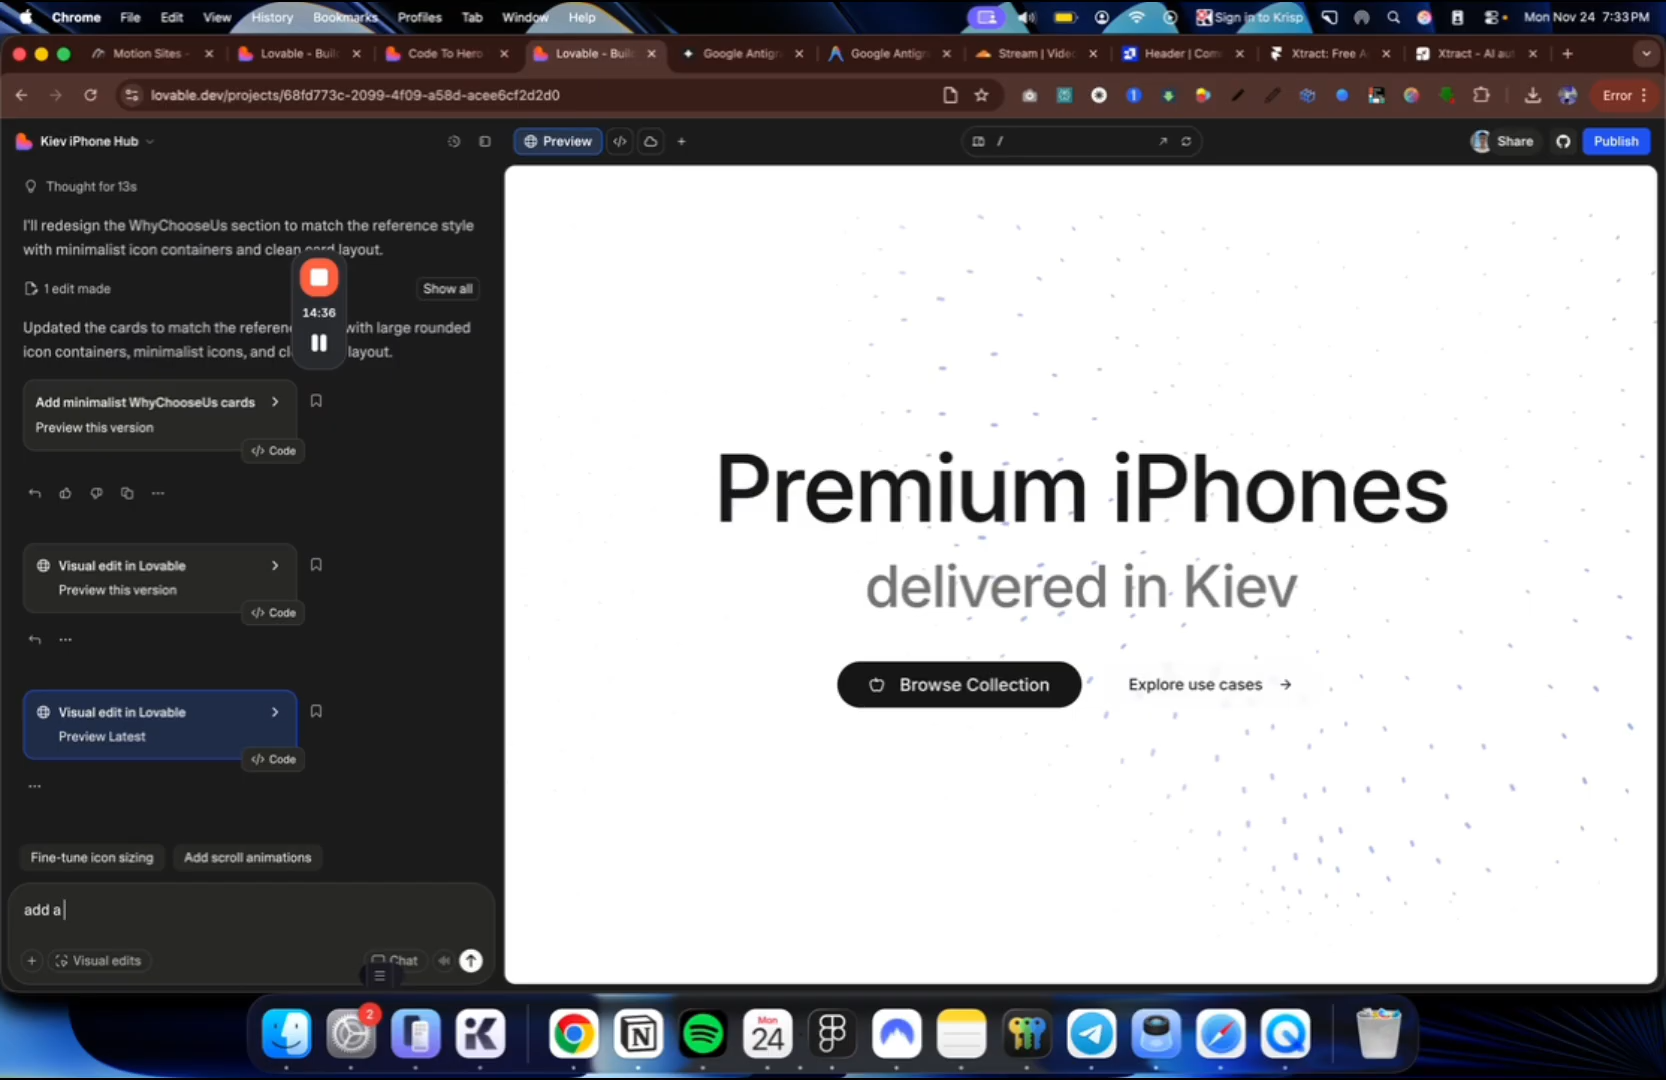 Chrome File Edit View History Bookmarks Profiles Tab Window Help
Sign in to Krisp
Mon Nov 24 7:33 PM
Motion Sites -
Lovable - Buil
Code To Hero
Lovable - Buil
Google Antigr
Google Antigr
Stream | Vide
Header | Com
Xtract: Free A
Xtract - AI au
lovable.dev/projects/68fd773c-2099-4f09-a58d-acee6cf2d2d0
Error
Kiev iPhone Hub
Preview
/
Share
Publish
Thought for 13s
I'll redesign the WhyChooseUs section to match the reference style
with minimalist icon containers and clean card layout.
1 edit made
Show all
14:36
Updated the cards to match the with large rounded
icon containers, minimalist icons, and layout.
Add minimalist WhyChooseUs cards
Preview this version
Code
Visual edit in Lovable
Preview this version
Code
Visual edit in Lovable
Preview Latest
Code
Fine-tune icon sizing
Add scroll animations
add a
Visual edits
Chat
Premium iPhones
delivered in Kiev
Browse Collection
Explore use cases →
2
Mon
24